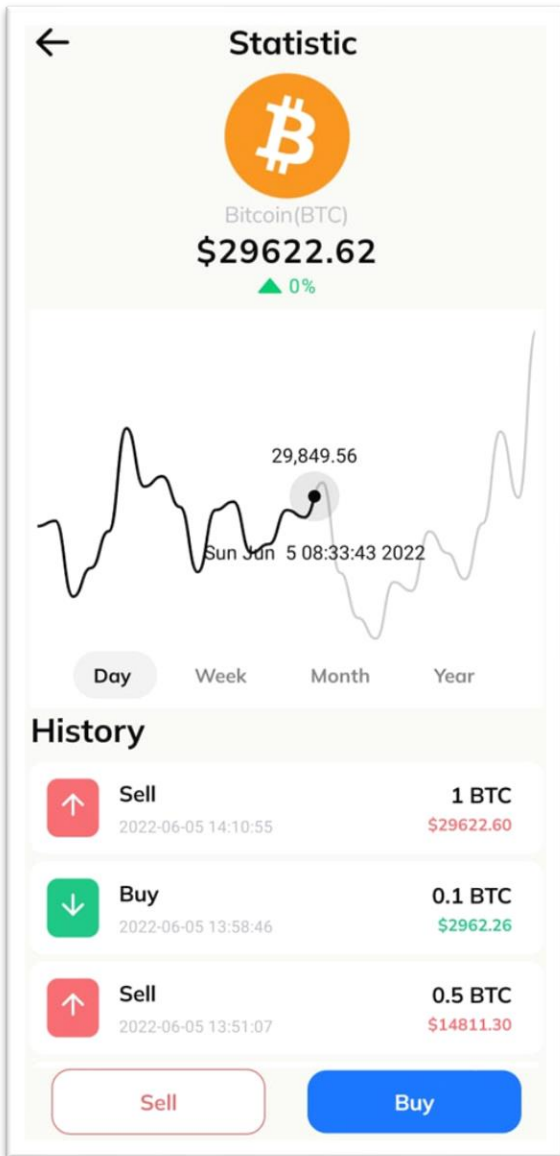 Statistic
Bitcoin(BTC)
$29622.62
0%
29,849.56
Sun Jun  5 08:33:43 2022
Day Week Month Year
History
Sell 1 BTC
2022-06-05 14:10:55 $29622.60
Buy 0.1 BTC
2022-06-05 13:58:46 $2962.26
Sell 0.5 BTC
2022-06-05 13:51:07 $14811.30
Sell Buy